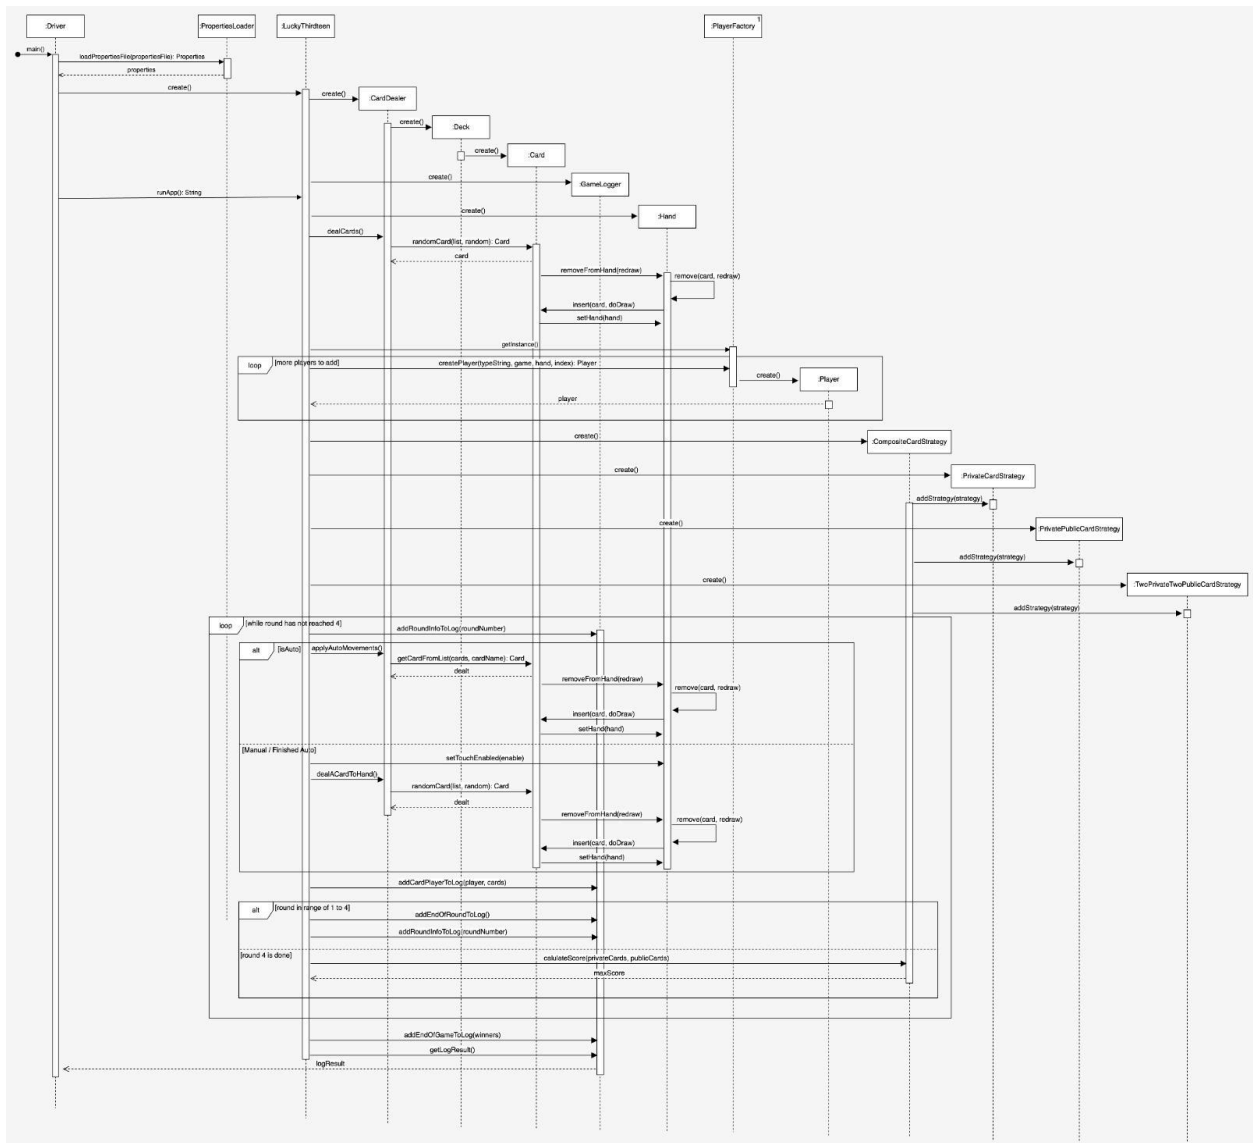 :Driver
:PropertiesLoader
:LuckyThirdteen
:PlayerFactory
1
main()
loadPropertiesFile(propertiesFile): Properties
properties
create()
create()
:CardDealer
create()
:Deck
create()
:Card
create()
:GameLogger
runApp(): String
create()
:Hand
dealCards()
randomCard(list, random): Card
card
removeFromHand(redraw)
remove(card, redraw)
insert(card, doDraw)
setHand(hand)
getInstance()
loop
[more players to add]
createPlayer(typeString, game, hand, index): Player
create()
:Player
player
create()
:CompositeCardStrategy
create()
:PrivateCardStrategy
addStrategy(strategy)
create()
:PrivatePublicCardStrategy
addStrategy(strategy)
create()
:TwoPrivateTwoPublicCardStrategy
addStrategy(strategy)
loop
[while round has not reached 4]
addRoundInfoToLog(roundNumber)
alt
[isAuto]
applyAutoMovements()
getCardFromList(cards, cardName): Card
dealt
removeFromHand(redraw)
remove(card, redraw)
insert(card, doDraw)
setHand(hand)
[Manual / Finished Auto]
setTouchEnabled(enable)
dealACardToHand()
randomCard(list, random): Card
dealt
removeFromHand(redraw)
remove(card, redraw)
insert(card, doDraw)
setHand(hand)
addCardPlayerToLog(player, cards)
alt
[round in range of 1 to 4]
addEndOfRoundToLog()
addRoundInfoToLog(roundNumber)
[round 4 is done]
calulateScore(privateCards, publicCards)
maxScore
addEndOfGameToLog(winners)
getLogResult()
logResult